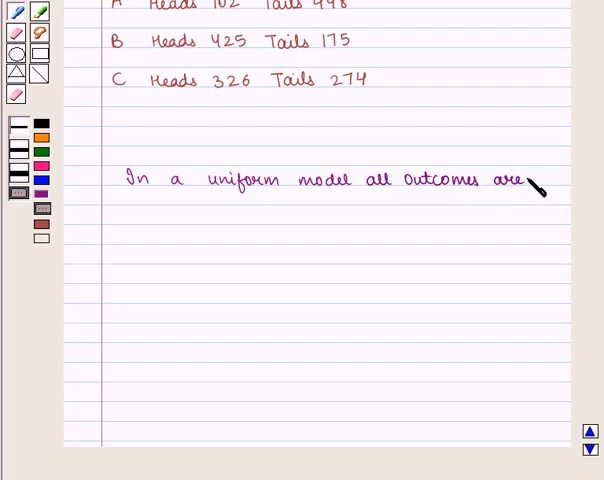 A Heads 102 Tails 498
B Heads 425 Tails 175
C Heads 326 Tails 274
In a uniform model all outcomes are